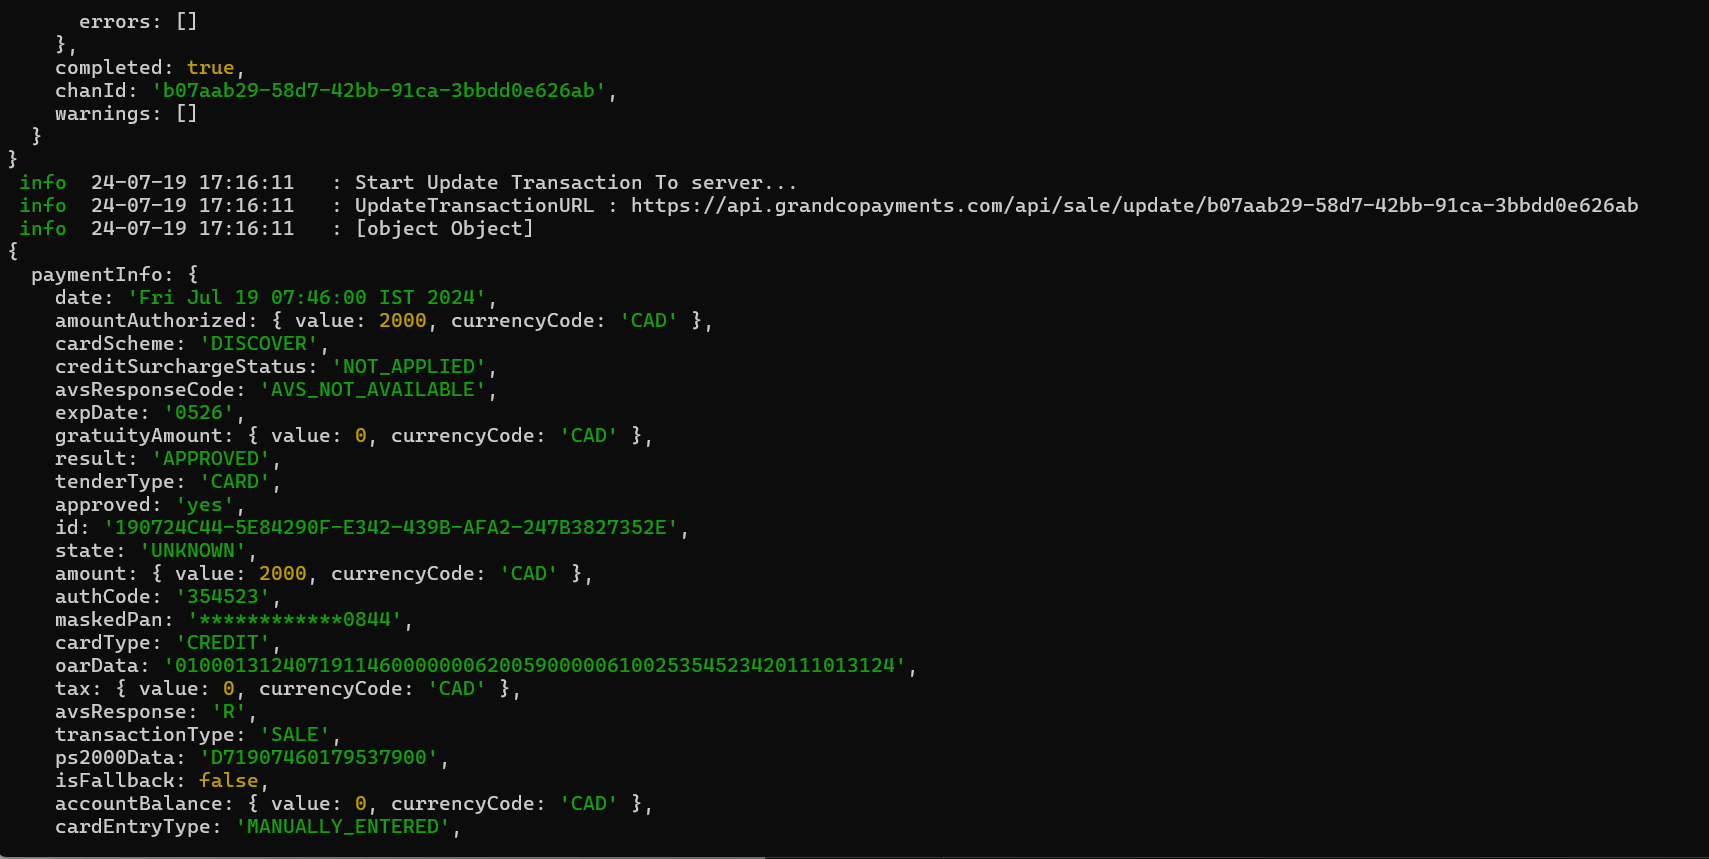 errors: []
},
completed: true,
chanId: 'b07aab29-58d7-42bb-91ca-3bbdd0e626ab',
warnings: []
}
}
info  24-07-19 17:16:11   : Start Update Transaction To server...
info  24-07-19 17:16:11   : UpdateTransactionURL : https://api.grandcopayments.com/api/sale/update/b07aab29-58d7-42bb-91ca-3bbdd0e626ab
info  24-07-19 17:16:11   : [object Object]
{
paymentInfo: {
date: 'Fri Jul 19 07:46:00 IST 2024',
amountAuthorized: { value: 2000, currencyCode: 'CAD' },
cardScheme: 'DISCOVER',
creditSurchargeStatus: 'NOT_APPLIED',
avsResponseCode: 'AVS_NOT_AVAILABLE',
expDate: '0526',
gratuityAmount: { value: 0, currencyCode: 'CAD' },
result: 'APPROVED',
tenderType: 'CARD',
approved: 'yes',
id: '190724C44-5E84290F-E342-439B-AFA2-247B3827352E',
state: 'UNKNOWN',
amount: { value: 2000, currencyCode: 'CAD' },
authCode: '354523',
maskedPan: '************0844',
cardType: 'CREDIT',
oarData: '010001312407191146000000062005900000610025354523420111013124',
tax: { value: 0, currencyCode: 'CAD' },
avsResponse: 'R',
transactionType: 'SALE',
ps2000Data: 'D71907460179537900',
isFallback: false,
accountBalance: { value: 0, currencyCode: 'CAD' },
cardEntryType: 'MANUALLY_ENTERED',